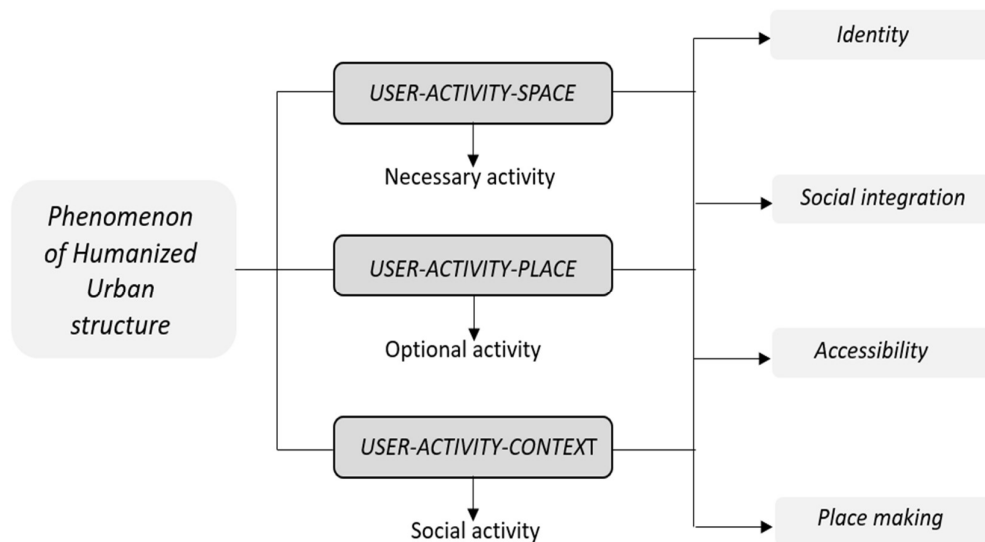 Phenomenon
of Humanized
Urban
structure
USER-ACTIVITY-SPACE
Necessary activity
USER-ACTIVITY-PLACE
Optional activity
USER-ACTIVITY-CONTEXT
Social activity
Identity
Social integration
Accessibility
Place making